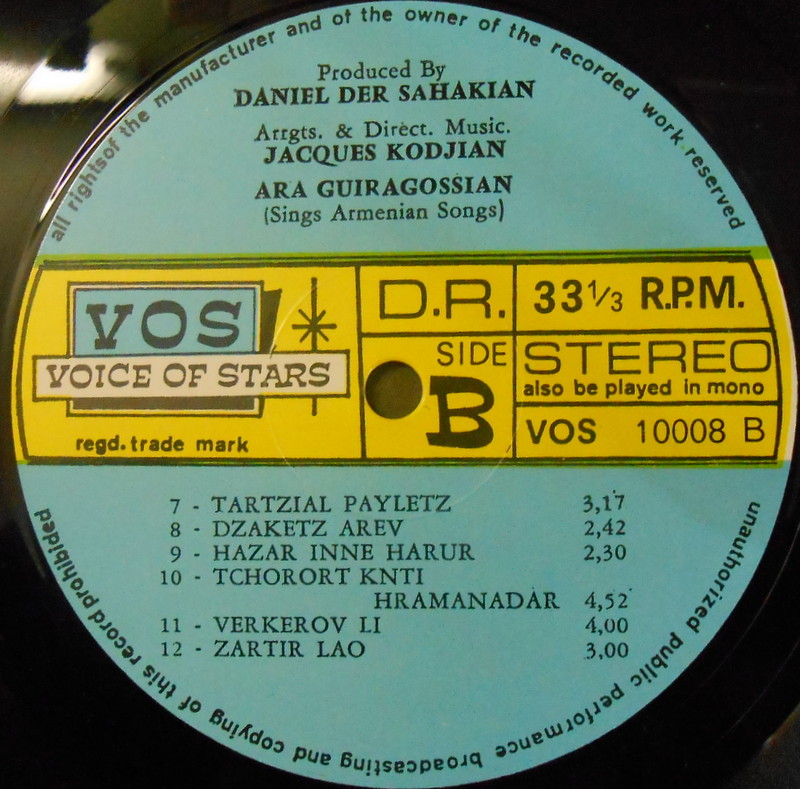 all rights of the manufacturer and of the owner of the recorded work reserved
Produced By
DANIEL DER SAHAKIAN
Arrgts. & Direct. Music.
JACQUES KODJIAN
ARA GUIRAGOSSIAN
(Sings Armenian Songs)
VOS
VOICE OF STARS
regd. trade mark
D.R.
33 1/3 R.P.M.
SIDE
B
STEREO
also be played in mono
VOS 10008 B
7 - TARTZIAL PAYLETZ 3,17
8 - DZAKETZ AREV 2,42
9 - HAZAR INNE HARUR 2,30
10 - TCHORORT KNTI
HRAMANADAR 4,52
11 - VERKEROV LI 4,00
12 - ZARTIR LAO 3,00
unauthorized public performance broadcasting and copying of this record prohibided